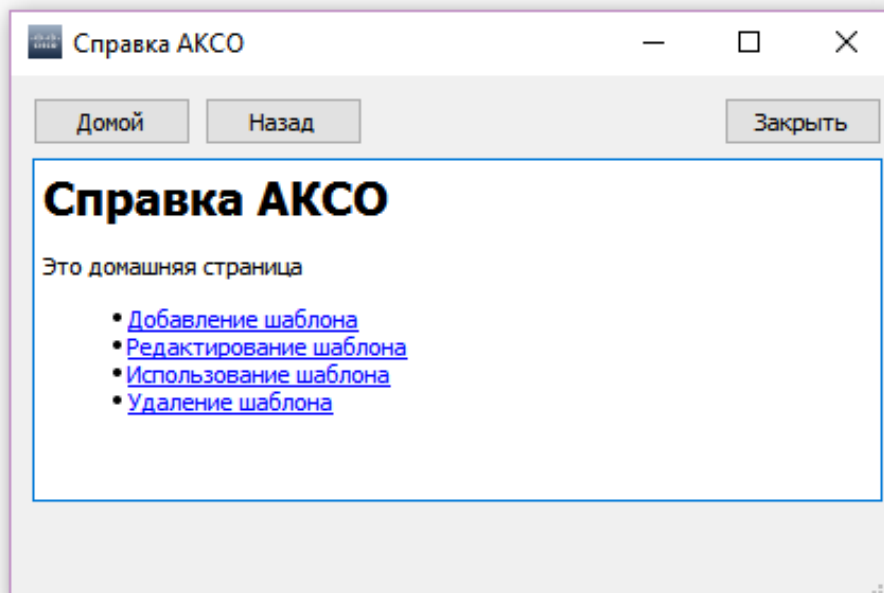 Справка АКСО
Домой Назад Закрыть
Справка АКСО
Это домашняя страница
• Добавление шаблона
• Редактирование шаблона
• Использование шаблона
• Удаление шаблона